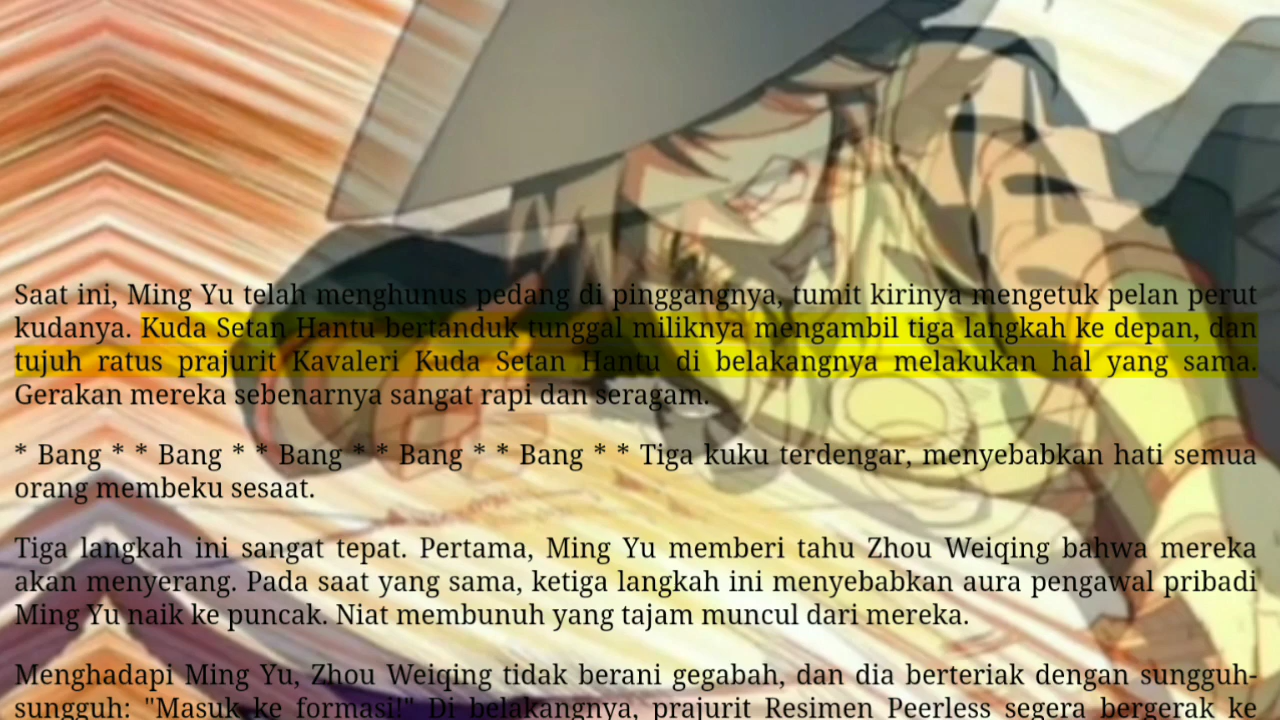 Saat ini, Ming Yu telah menghunus pedang di pinggangnya, tumit kirinya mengetuk pelan perut
kudanya. Kuda Setan Hantu bertanduk tunggal miliknya mengambil tiga langkah ke depan, dan
tujuh ratus prajurit Kavaleri Kuda Setan Hantu di belakangnya melakukan hal yang sama.
Gerakan mereka sebenarnya sangat rapi dan seragam.
* Bang * * Bang * * Bang * * Bang * * Bang * * Tiga kuku terdengar, menyebabkan hati semua
orang membeku sesaat.
Tiga langkah ini sangat tepat. Pertama, Ming Yu memberi tahu Zhou Weiqing bahwa mereka
akan menyerang. Pada saat yang sama, ketiga langkah ini menyebabkan aura pengawal pribadi
Ming Yu naik ke puncak. Niat membunuh yang tajam muncul dari mereka.
Menghadapi Ming Yu, Zhou Weiqing tidak berani gegabah, dan dia berteriak dengan sungguh-
sungguh: "Masuk ke formasi!" Di belakangnya, prajurit Resimen Peerless segera bergerak ke